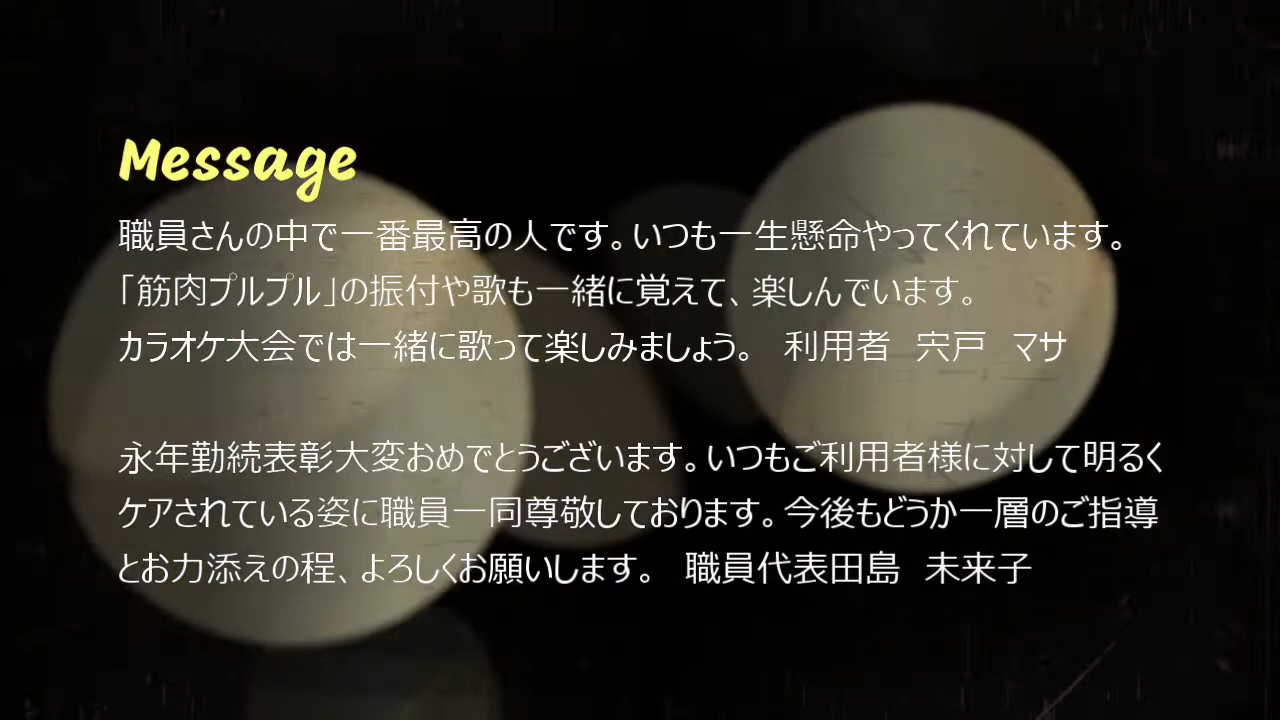 Message
職員さんの中で一番最高の人です。いつも一生懸命やってくれています。
「筋肉プルプル」の振付や歌も一緒に覚えて、楽しんでいます。
カラオケ大会では一緒に歌って楽しみましょう。　利用者　宍戸　マサ
永年勤続表彰大変おめでとうございます。いつもご利用者様に対して明るく
ケアされている姿に職員一同尊敬しております。今後もどうか一層のご指導
とお力添えの程、よろしくお願いします。　職員代表田島　未来子